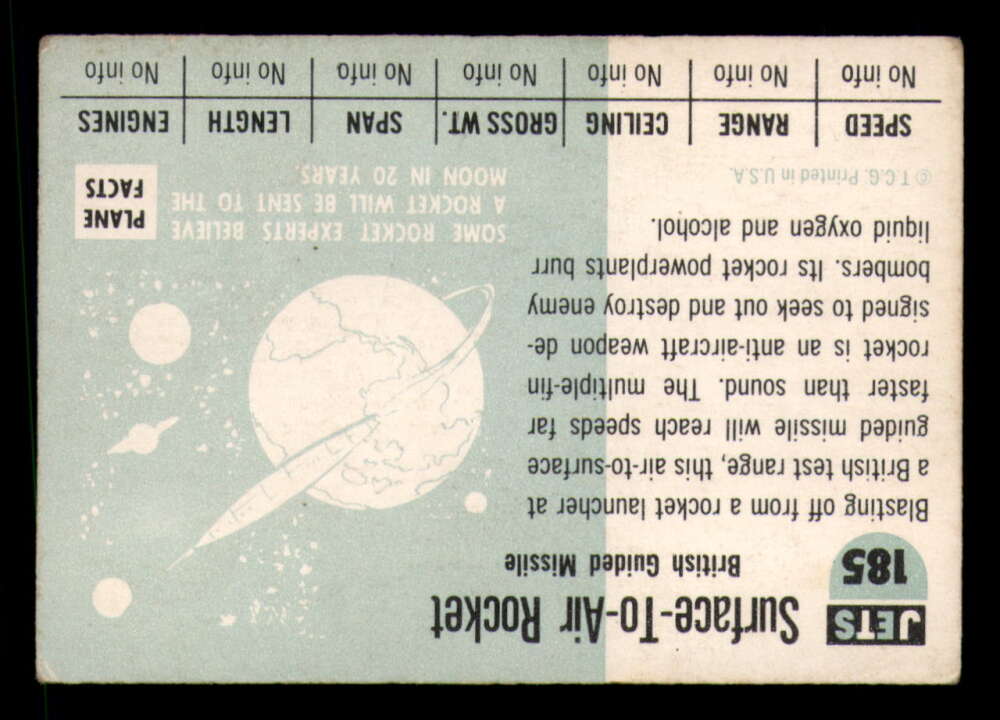 JETS
185
Surface-To-Air Rocket
British Guided Missile
Blasting off from a rocket launcher at
a British test range, this air-to-surface
guided missile will reach speeds far
faster than sound. The multiple-fin-
rocket is an anti-aircraft weapon de-
signed to seek out and destroy enemy
bombers. Its rocket powerplants burr
liquid oxygen and alcohol.
© T.C.G. Printed in U.S.A.
SOME ROCKET EXPERTS BELIEVE
A ROCKET WILL BE SENT TO THE
MOON IN 20 YEARS.
PLANE
FACTS
SPEED RANGE CEILING GROSS WT. SPAN LENGTH ENGINES
No info No info No info No info No info No info No info